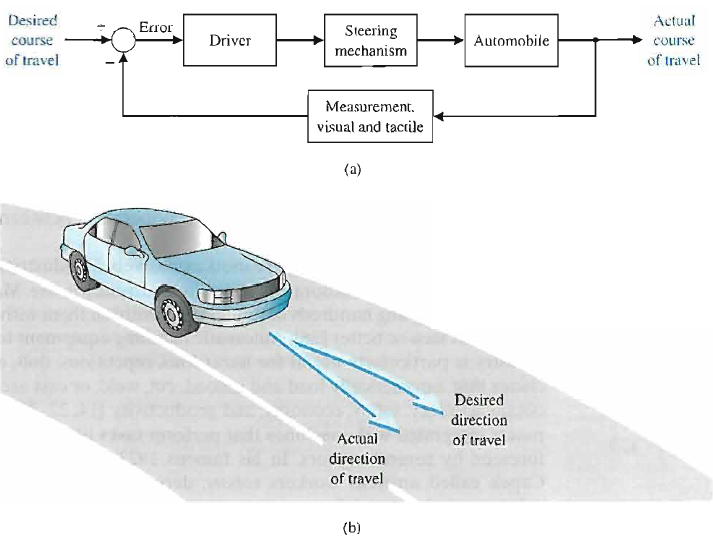 Desired
course
of travel
+
−
Error
Driver
Steering
mechanism
Automobile
Actual
course
of travel
Measurement,
visual and tactile
(a)
Desired
direction
of travel
Actual
direction
of travel
(b)